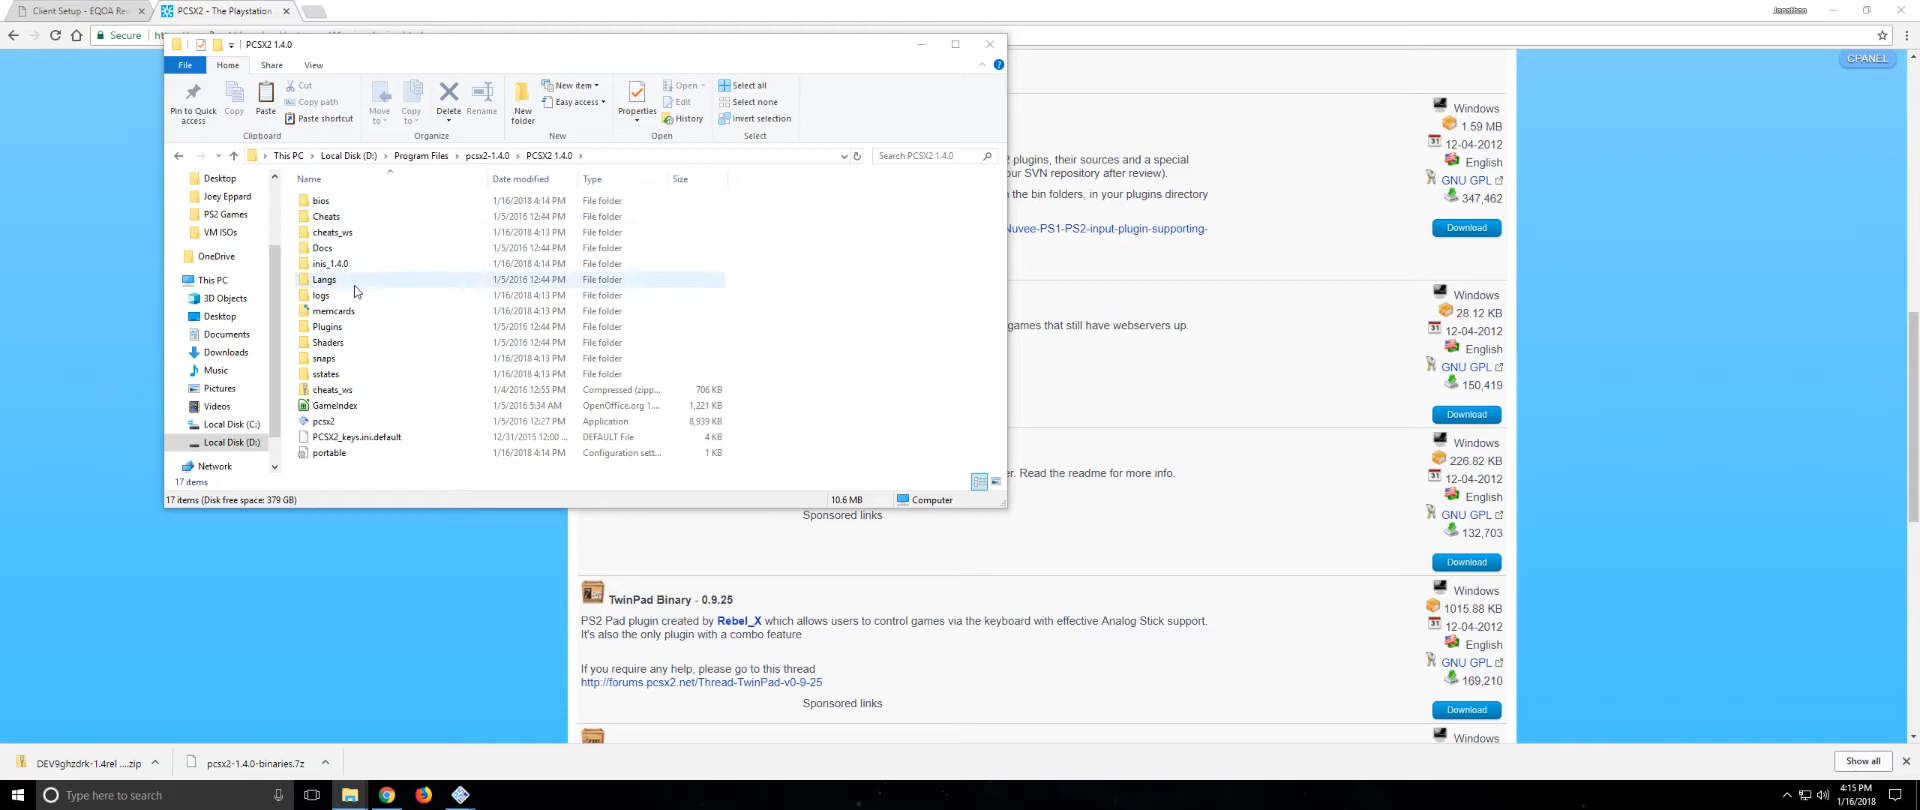 Client Setup - EQOA Rev
PCSX2 - The Playstation
Jonathan
Secure
CPANEL
PCSX2 1.4.0
File
Home
Share
View
Pin to Quick access
Copy
Paste
Cut
Copy path
Paste shortcut
Move to
Copy to
Delete
Rename
New folder
New item
Easy access
Properties
Open
Edit
History
Select all
Select none
Invert selection
Clipboard
Organize
New
Open
Select
This PC > Local Disk (D:) > Program Files > pcsx2-1.4.0 > PCSX2 1.4.0 >
Search PCSX2 1.4.0
Desktop
Joey Eppard
PS2 Games
VM ISOs
OneDrive
This PC
3D Objects
Desktop
Documents
Downloads
Music
Pictures
Videos
Local Disk (C:)
Local Disk (D:)
Network
Name Date modified Type Size
bios 1/16/2018 4:14 PM File folder
Cheats 1/5/2016 12:44 PM File folder
cheats_ws 1/16/2018 4:13 PM File folder
Docs 1/5/2016 12:44 PM File folder
inis_1.4.0 1/16/2018 4:14 PM File folder
Langs 1/5/2016 12:44 PM File folder
logs 1/16/2018 4:13 PM File folder
memcards 1/16/2018 4:13 PM File folder
Plugins 1/5/2016 12:44 PM File folder
Shaders 1/5/2016 12:44 PM File folder
snaps 1/16/2018 4:13 PM File folder
sstates 1/16/2018 4:13 PM File folder
cheats_ws 1/4/2016 12:55 PM Compressed (zipp... 706 KB
GameIndex 1/5/2016 5:34 AM OpenOffice.org 1.... 1,221 KB
pcsx2 1/5/2016 12:27 PM Application 8,939 KB
PCSX2_keys.ini.default 12/31/2015 12:00 ... DEFAULT File 4 KB
portable 1/16/2018 4:14 PM Configuration sett... 1 KB
17 items
17 items (Disk free space: 379 GB)
10.6 MB
Computer
2 plugins, their sources and a special
our SVN repository after review).
n the bin folders, in your plugins directory
Nuvee-PS1-PS2-input-plugin-supporting-
Windows
1.59 MB
12-04-2012
English
GNU GPL
347,462
Download
games that still have webservers up.
Windows
28.12 KB
12-04-2012
English
GNU GPL
150,419
Download
er. Read the readme for more info.
Sponsored links
Windows
226.82 KB
12-04-2012
English
GNU GPL
132,703
Download
TwinPad Binary - 0.9.25
PS2 Pad plugin created by Rebel_X which allows users to control games via the keyboard with effective Analog Stick support.
It's also the only plugin with a combo feature
If you require any help, please go to this thread
http://forums.pcsx2.net/Thread-TwinPad-v0-9-25
Sponsored links
Windows
1015.88 KB
12-04-2012
English
GNU GPL
169,210
Download
Windows
DEV9ghzdrk-1.4rel ....zip
pcsx2-1.4.0-binaries.7z
Show all
Type here to search
4:15 PM
1/16/2018